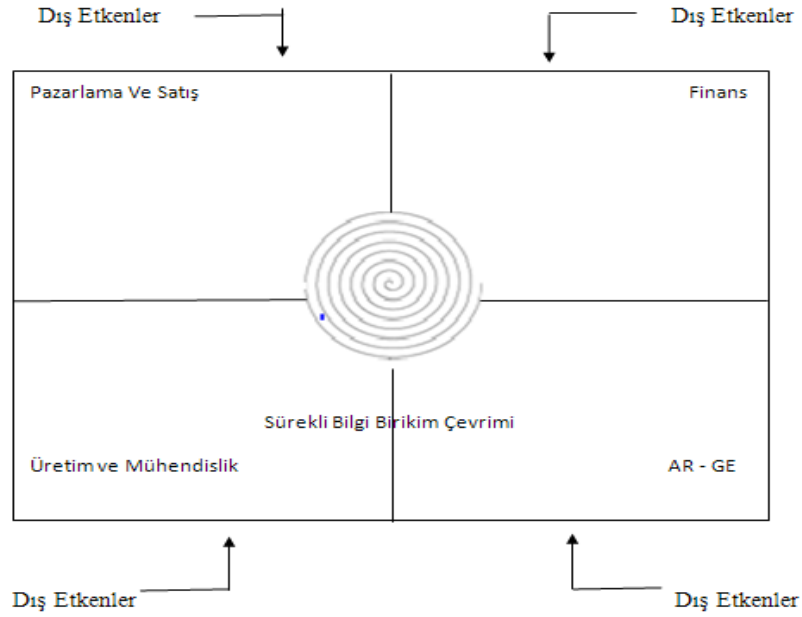 Dış Etkenler
Dış Etkenler
Pazarlama Ve Satış
Finans
Sürekli Bilgi Birikim Çevrimi
Üretim ve Mühendislik
AR - GE
Dış Etkenler
Dış Etkenler